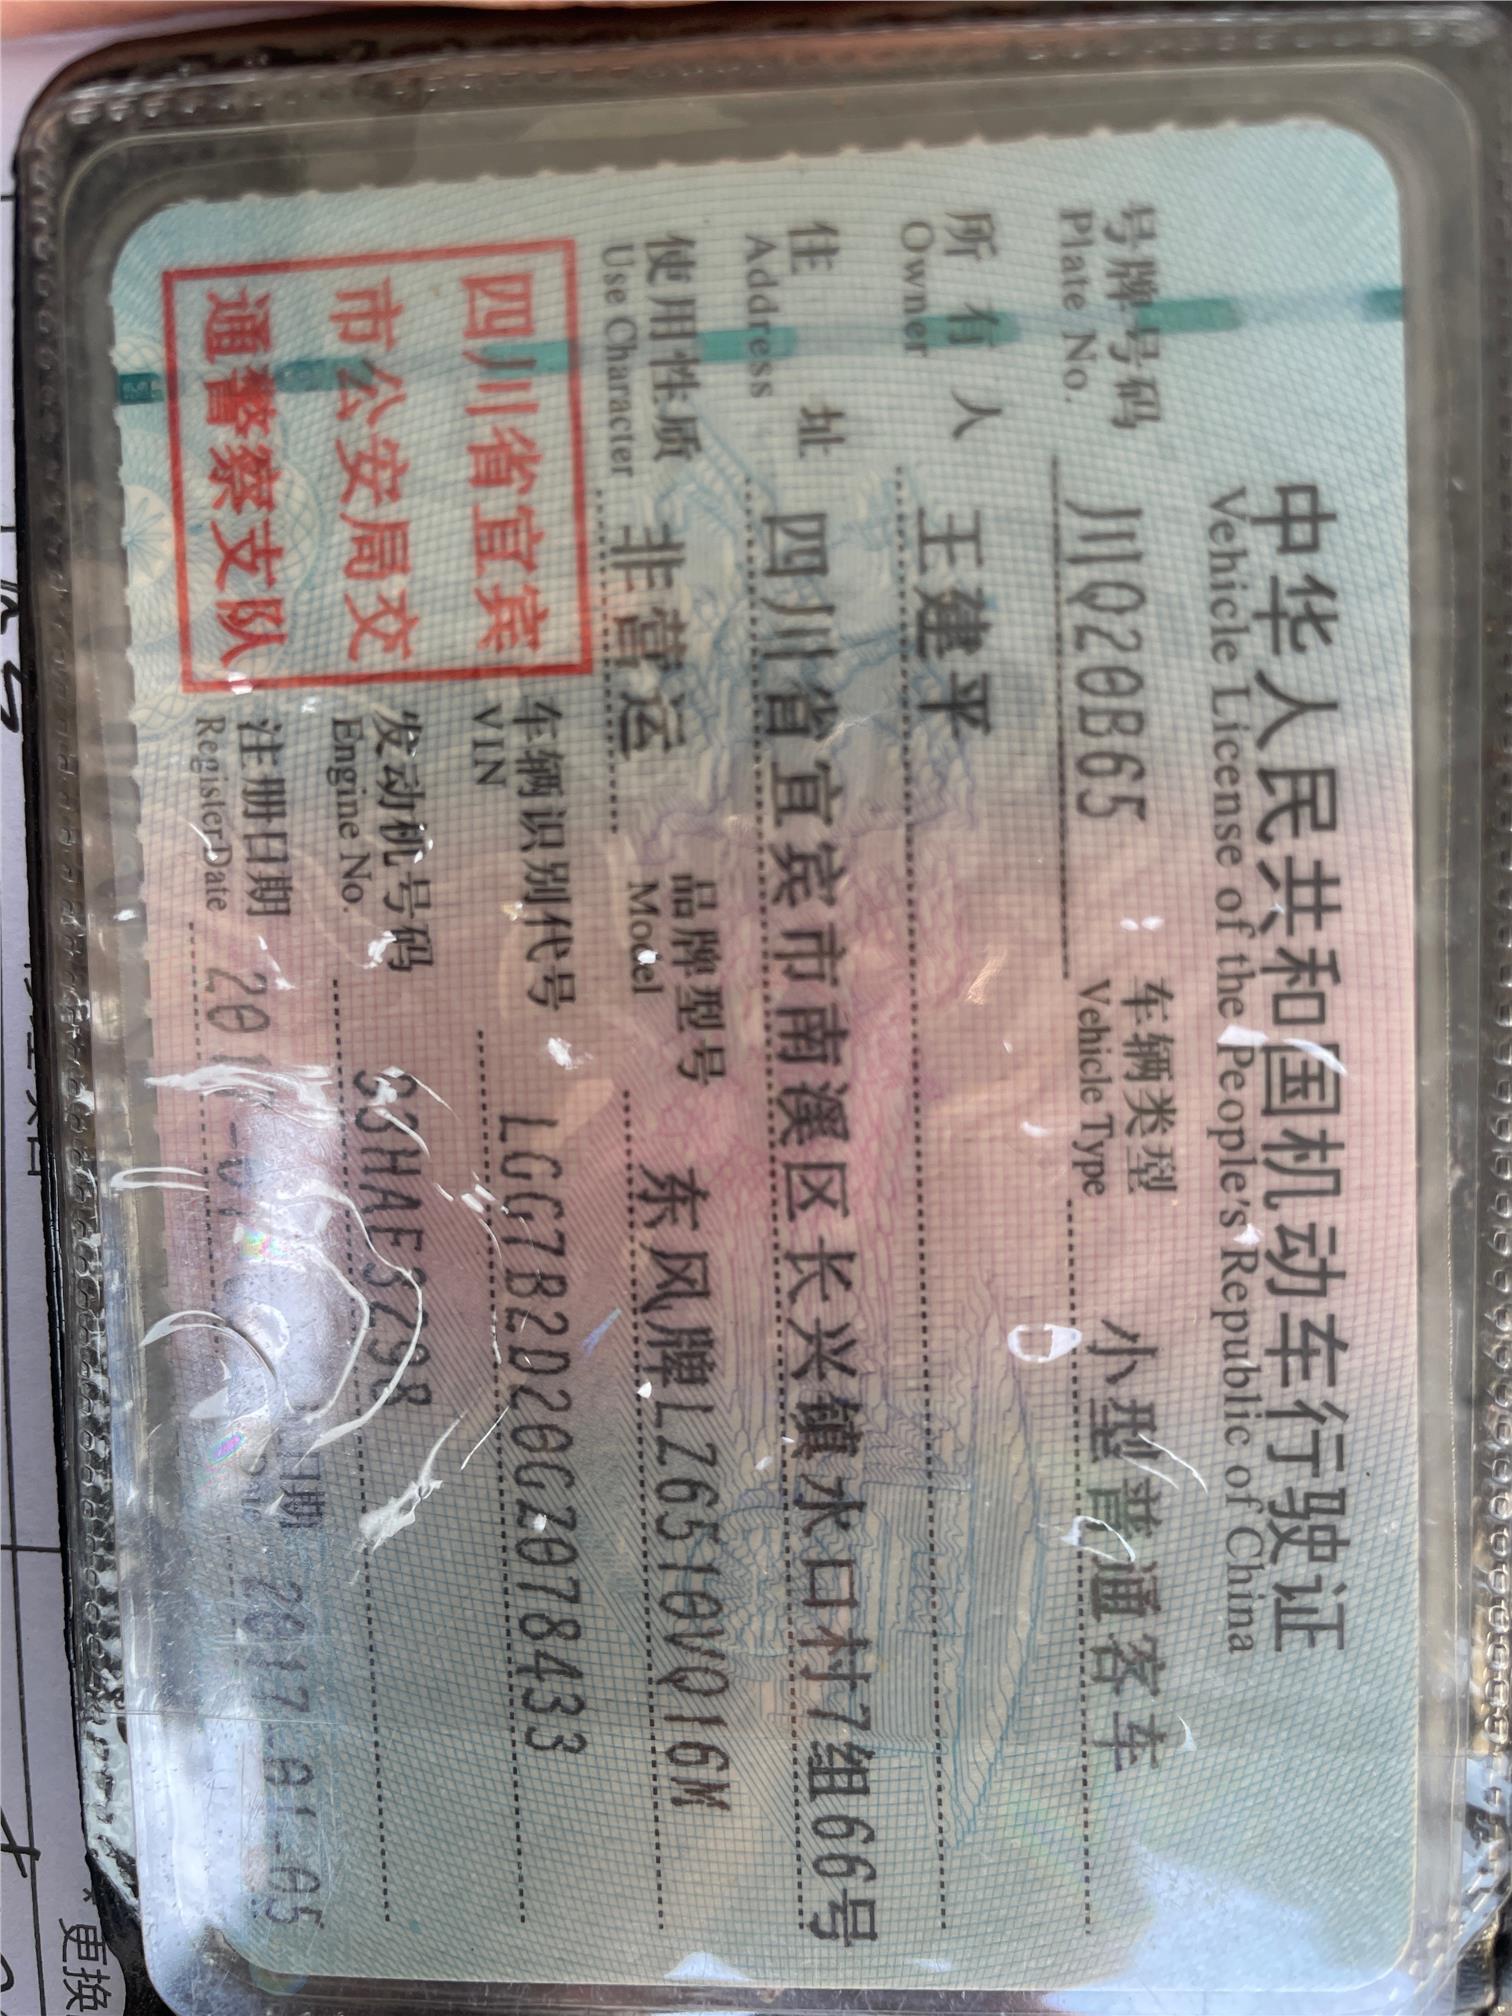 中华人民共和国机动车行驶证
Vehicle License of the People's Republic of China
号牌号码 川Q20B65 车辆类型 小型普通客车
Plate No. Vehicle Type
所有人 王建平
Owner
住址 四川省宜宾市南溪区长兴镇水口村7组66号
Address
使用性质 非营运 品牌型号 东风牌LZ6510VQ16M
Use Character Model
四川省宜宾
市公安局交
通警察支队
车辆识别代号 LGG7B2D20GZ078433
VIN
发动机号码
Engine No.
注册日期 日期 2017-01-05
Register Date
更换